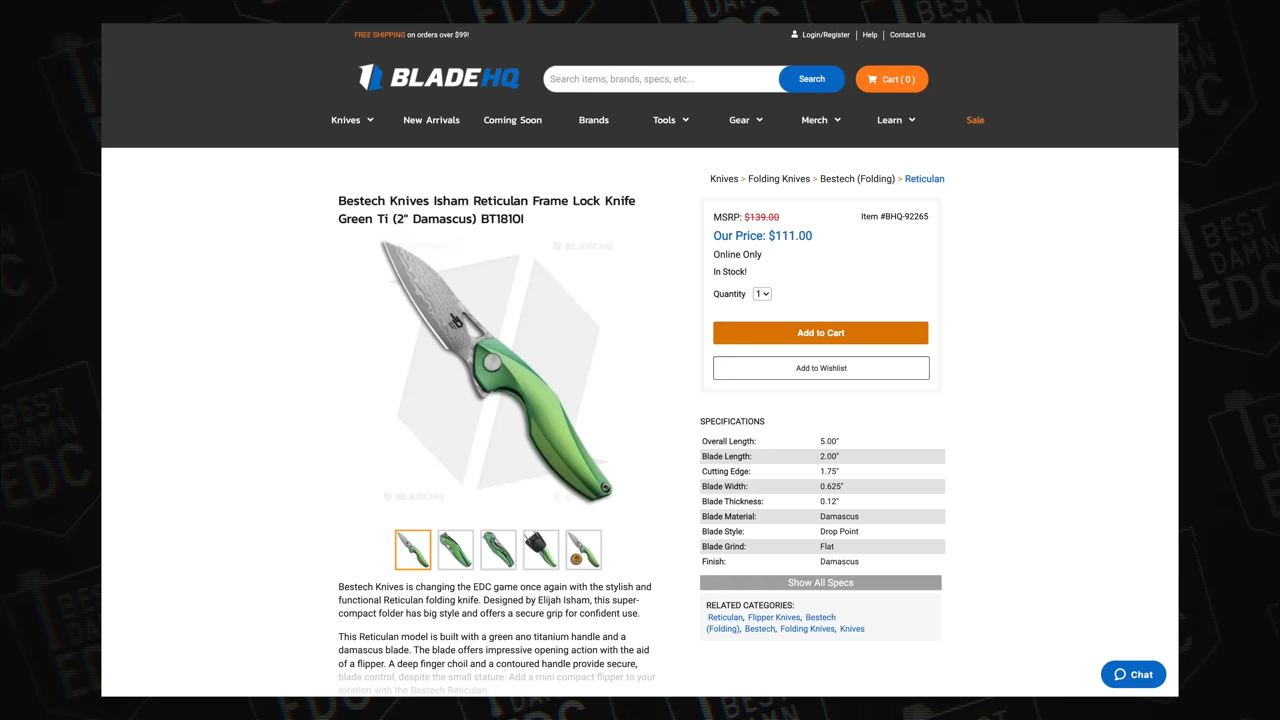 FREE SHIPPING on orders over $99!
Login/Register | Help | Contact Us
BLADEHQ
Search items, brands, specs, etc...
Search
Cart ( 0 )
Knives
New Arrivals
Coming Soon
Brands
Tools
Gear
Merch
Learn
Sale
Knives > Folding Knives > Bestech (Folding) > Reticulan
Bestech Knives Isham Reticulan Frame Lock Knife
Green Ti (2" Damascus) BT1810I
BLADEHQ
BLADEHQ
MSRP: $139.00
Item #BHQ-92265
Our Price: $111.00
Online Only
In Stock!
Quantity 1
Add to Cart
Add to Wishlist
SPECIFICATIONS
Overall Length: 5.00"
Blade Length: 2.00"
Cutting Edge: 1.75"
Blade Width: 0.625"
Blade Thickness: 0.12"
Blade Material: Damascus
Blade Style: Drop Point
Blade Grind: Flat
Finish: Damascus
Show All Specs
RELATED CATEGORIES:
Reticulan, Flipper Knives, Bestech
(Folding), Bestech, Folding Knives, Knives
Bestech Knives is changing the EDC game once again with the stylish and
functional Reticulan folding knife. Designed by Elijah Isham, this super-
compact folder has big style and offers a secure grip for confident use.
This Reticulan model is built with a green ano titanium handle and a
damascus blade. The blade offers impressive opening action with the aid
of a flipper. A deep finger choil and a contoured handle provide secure,
blade control, despite the small stature. Add a mini compact flipper to your
rotation with the Bestech Reticulan
Chat
BEST
DAMN
EDC